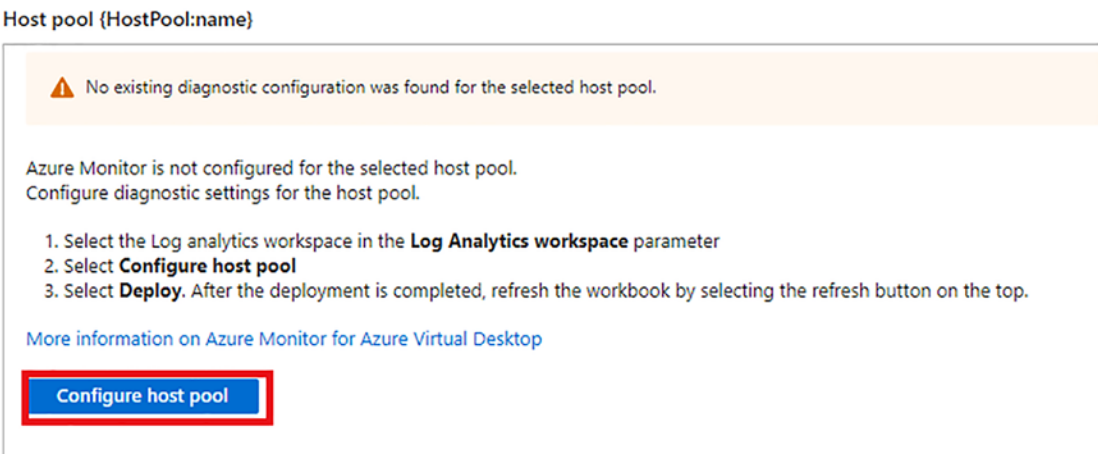 Host pool {HostPool:name}
No existing diagnostic configuration was found for the selected host pool.
Azure Monitor is not configured for the selected host pool.
Configure diagnostic settings for the host pool.
1. Select the Log analytics workspace in the Log Analytics workspace parameter
2. Select Configure host pool
3. Select Deploy. After the deployment is completed, refresh the workbook by selecting the refresh button on the top.
More information on Azure Monitor for Azure Virtual Desktop
Configure host pool